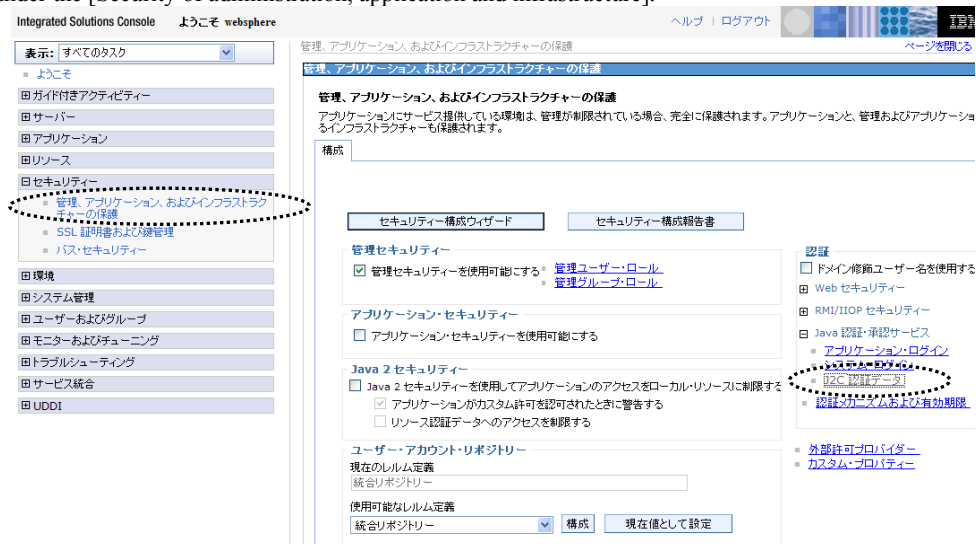 under the [Security of administration, application and infrastructure].
Integrated Solutions Console ようこそ websphere
ヘルプ | ログアウト
IBM
表示: すべてのタスク
ようこそ
ガイド付きアクティビティー
サーバー
アプリケーション
リソース
セキュリティー
管理、アプリケーション、およびインフラストラク
チャーの保護
SSL 証明書および鍵管理
バス・セキュリティー
環境
システム管理
ユーザーおよびグループ
モニターおよびチューニング
トラブルシューティング
サービス統合
UDDI
管理、アプリケーション、およびインフラストラクチャーの保護
ページを閉じる
管理、アプリケーション、およびインフラストラクチャーの保護
管理、アプリケーション、およびインフラストラクチャーの保護
アプリケーションにサービス提供している環境は、管理が制限されている場合、完全に保護されます。アプリケーションと、管理およびアプリケーショ
るインフラストラクチャーも保護されます。
構成
セキュリティー構成ウィザード
セキュリティー構成報告書
管理セキュリティー
管理セキュリティーを使用可能にする
管理ユーザー・ロール
管理グループ・ロール
アプリケーション・セキュリティー
アプリケーション・セキュリティーを使用可能にする
Java 2 セキュリティー
Java 2 セキュリティーを使用してアプリケーションのアクセスをローカル・リソースに制限する
アプリケーションがカスタム許可を認可されたときに警告する
リソース認証データへのアクセスを制限する
ユーザー・アカウント・リポジトリー
現在のレルム定義
統合リポジトリー
使用可能なレルム定義
統合リポジトリー
構成
現在値として設定
認証
ドメイン修飾ユーザー名を使用する
Web セキュリティー
RMI/IIOP セキュリティー
Java 認証・承認サービス
アプリケーション・ログイン
システム・ログイン
J2C 認証データ
認証メカニズムおよび有効期限
外部許可プロバイダー
カスタム・プロパティー